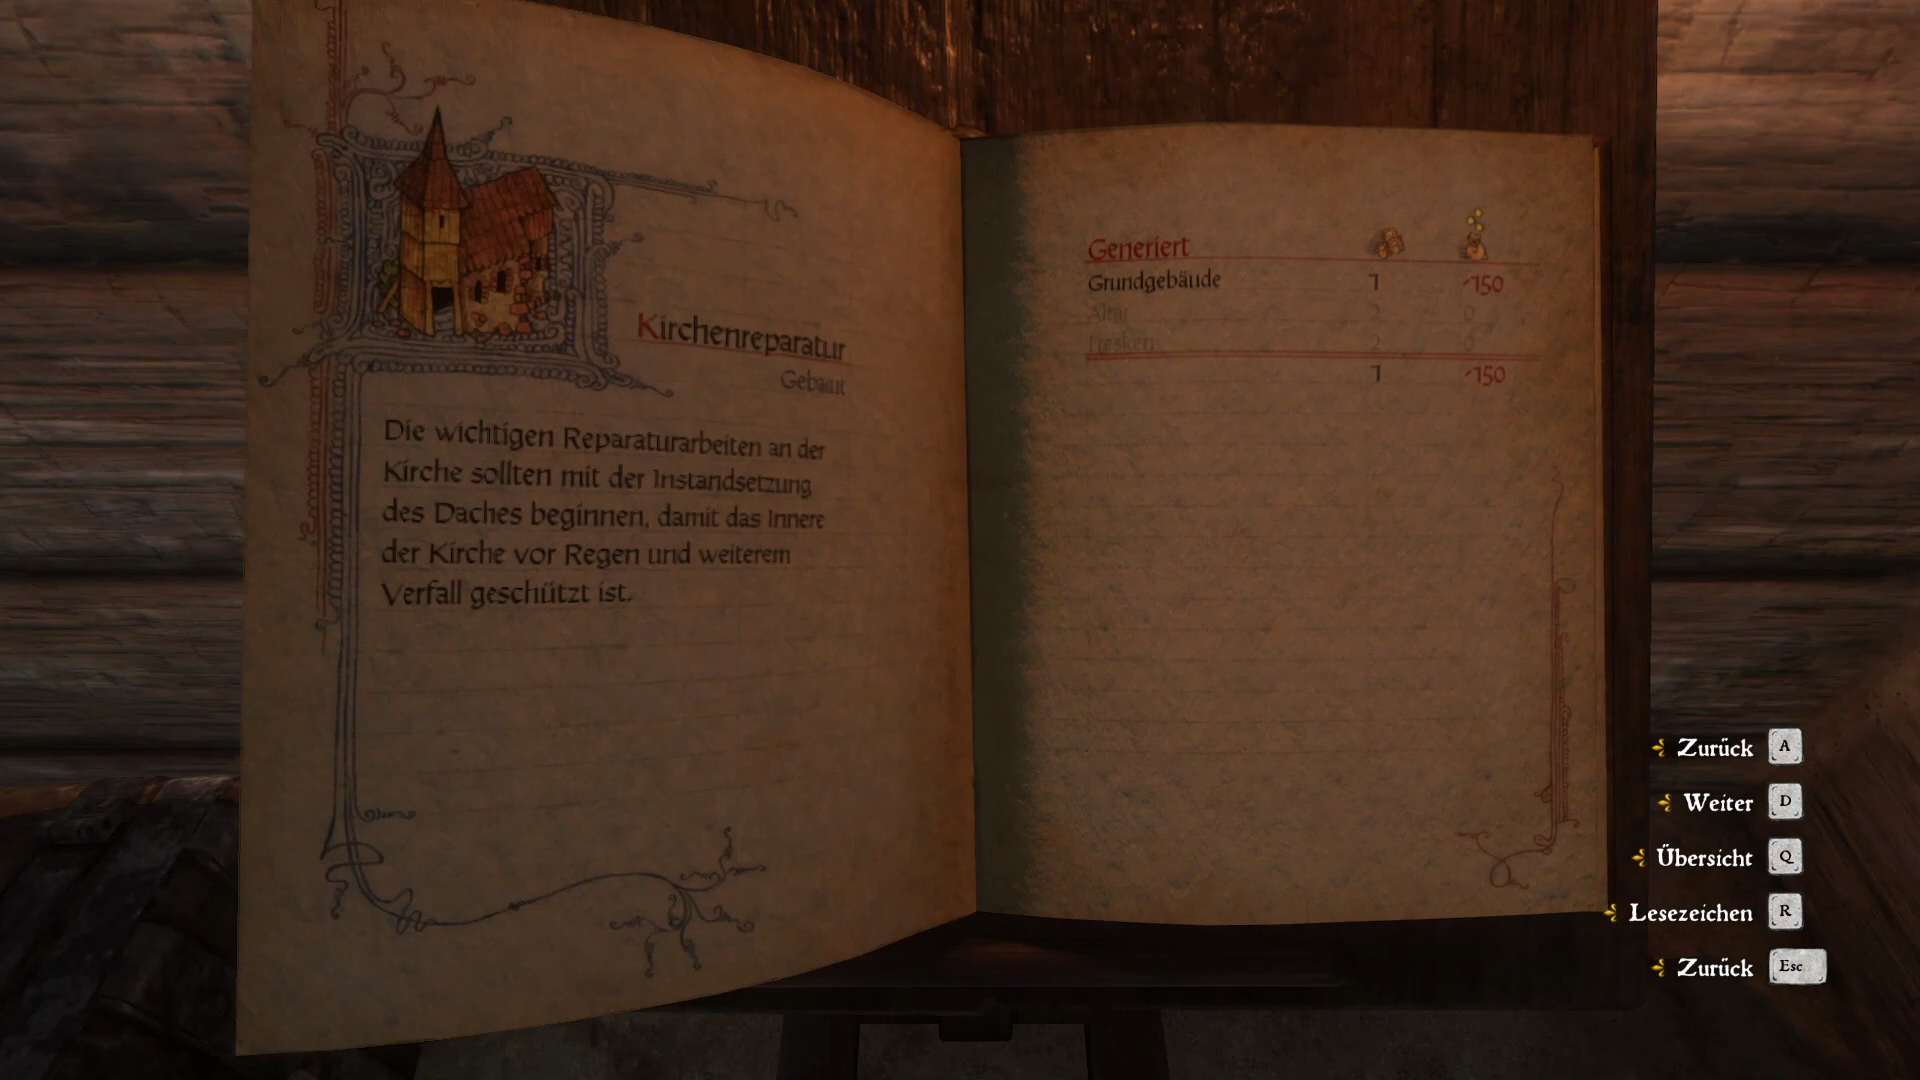 Kirchenreparatur
Gebaut
Die wichtigen Reparaturarbeiten an der
Kirche sollten mit der Instandsetzung
des Daches beginnen, damit das Innere
der Kirche vor Regen und weiterem
Verfall geschützt ist.
Generiert
Grundgebäude 1 -150
Altar 2 0
Fresken 2 0
1 -150
Zurück A
Weiter D
Übersicht Q
Lesezeichen R
Zurück Esc